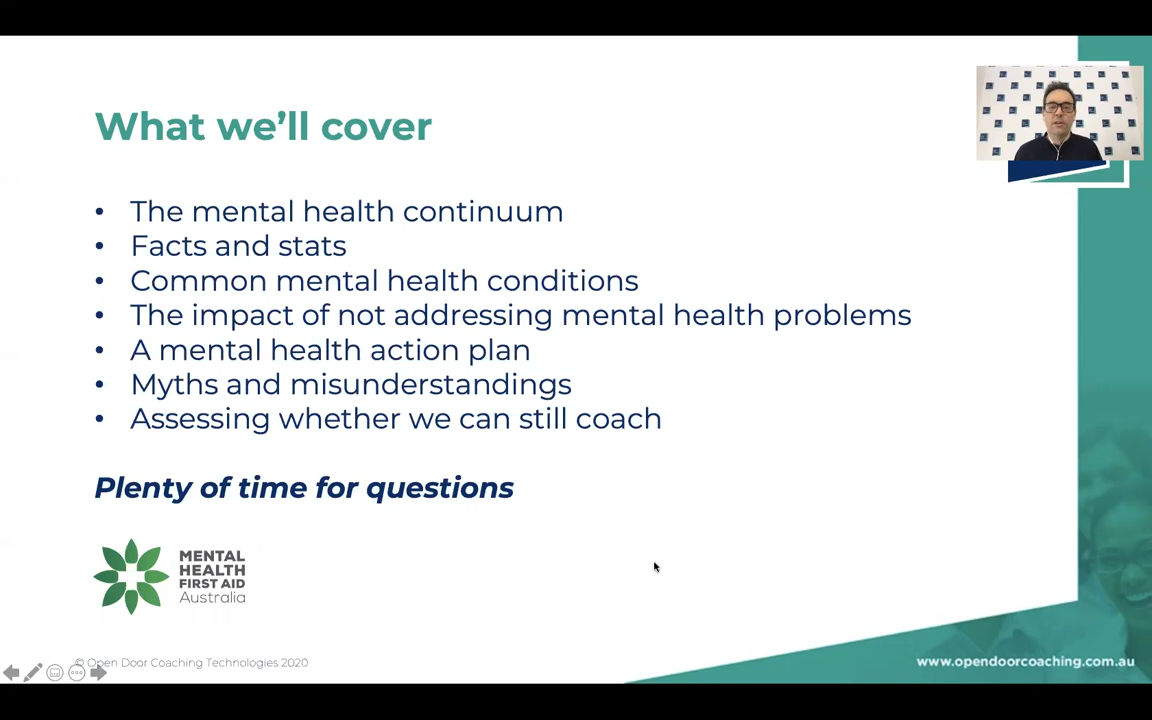 What we'll cover
• The mental health continuum
• Facts and stats
• Common mental health conditions
• The impact of not addressing mental health problems
• A mental health action plan
• Myths and misunderstandings
• Assessing whether we can still coach
Plenty of time for questions
MENTAL
HEALTH
FIRST AID
Australia
© Open Door Coaching Technologies 2020
www.opendoorcoaching.com.au